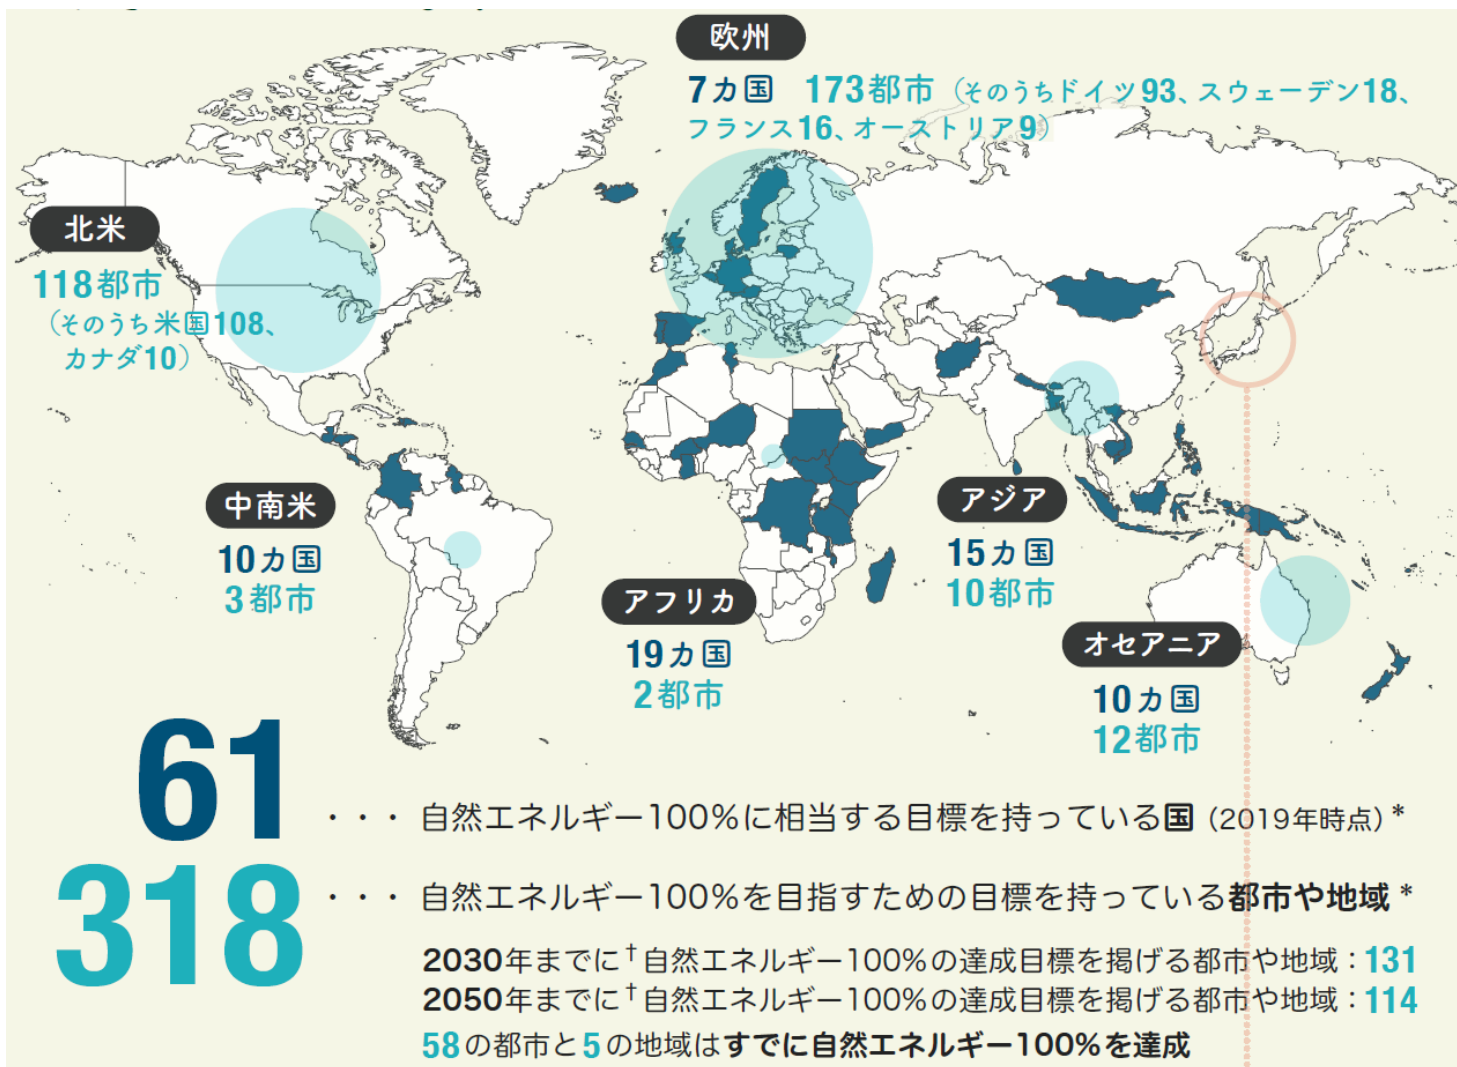 欧州
7カ国 173都市（そのうちドイツ93、スウェーデン18、
フランス16、オーストリア9）
北米
118都市
（そのうち米国108、
カナダ10）
中南米
10カ国
3都市
アフリカ
19カ国
2都市
アジア
15カ国
10都市
オセアニア
10カ国
12都市
61 ・・・ 自然エネルギー100%に相当する目標を持っている国（2019年時点）*
318 ・・・ 自然エネルギー100%を目指すための目標を持っている都市や地域 *
2030年までに†自然エネルギー100%の達成目標を掲げる都市や地域：131
2050年までに†自然エネルギー100%の達成目標を掲げる都市や地域：114
58の都市と5の地域はすでに自然エネルギー100%を達成